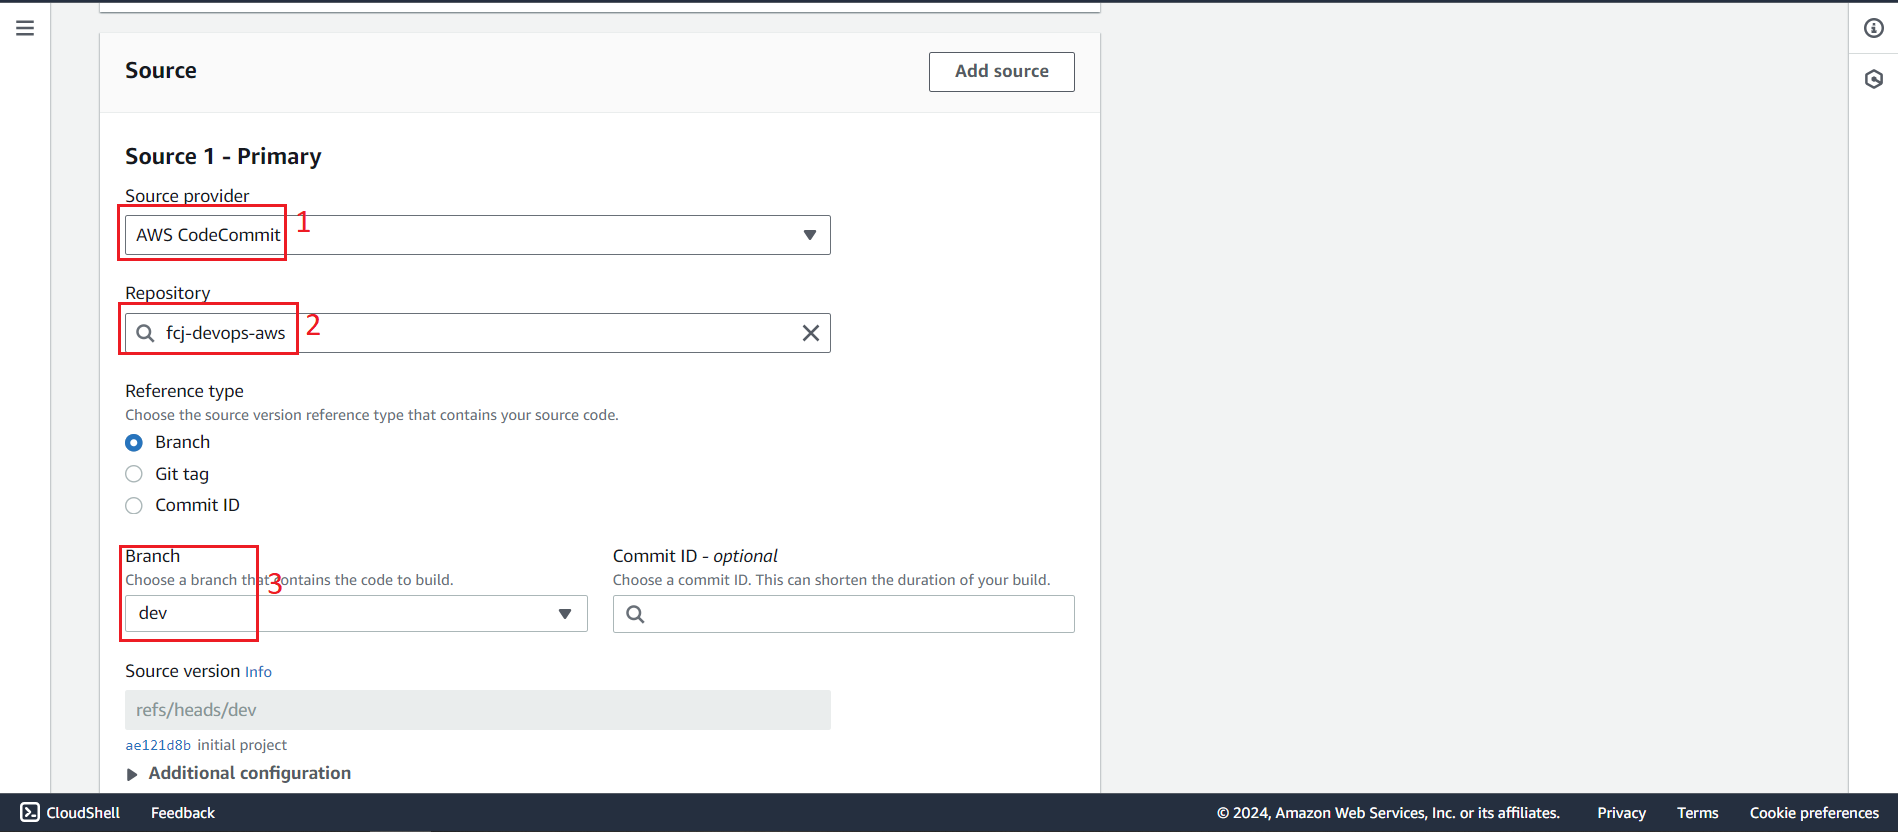 Source
Add source
Source 1 - Primary
Source provider
AWS CodeCommit
1
Repository
fcj-devops-aws
2
Reference type
Choose the source version reference type that contains your source code.
Branch
Git tag
Commit ID
Branch
Choose a branch that contains the code to build.
3
dev
Commit ID - optional
Choose a commit ID. This can shorten the duration of your build.
Source version Info
refs/heads/dev
ae121d8b initial project
Additional configuration
CloudShell Feedback © 2024, Amazon Web Services, Inc. or its affiliates. Privacy Terms Cookie preferences